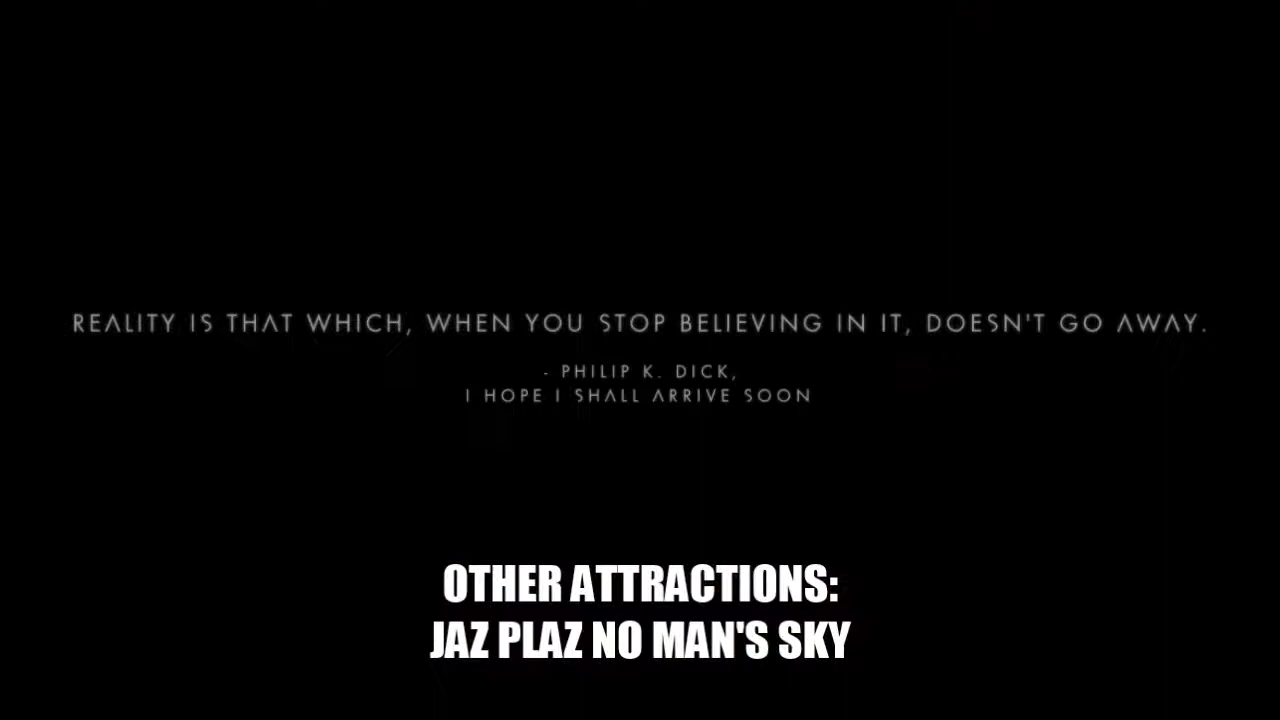 REALITY IS THAT WHICH, WHEN YOU STOP BELIEVING IN IT, DOESN'T GO AWAY.
- PHILIP K. DICK,
I HOPE I SHALL ARRIVE SOON
OTHER ATTRACTIONS:
JAZ PLAZ NO MAN'S SKY